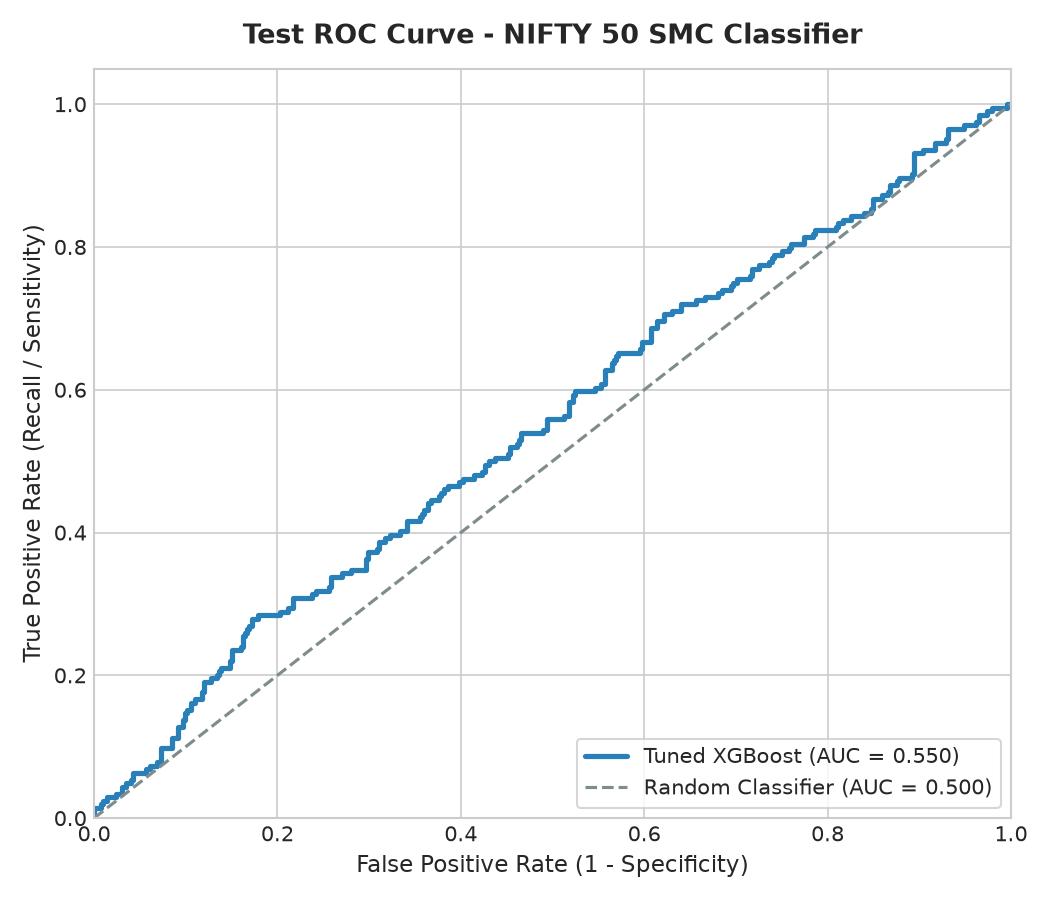 Test ROC Curve - NIFTY 50 SMC Classifier
True Positive Rate (Recall / Sensitivity)
1.0
0.8
0.6
0.4
0.2
0.0
0.0 0.2 0.4 0.6 0.8 1.0
False Positive Rate (1 - Specificity)
Tuned XGBoost (AUC = 0.550)
Random Classifier (AUC = 0.500)